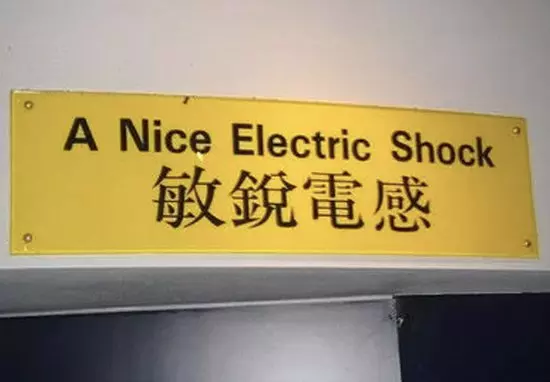 A Nice Electric Shock
敏銳電感